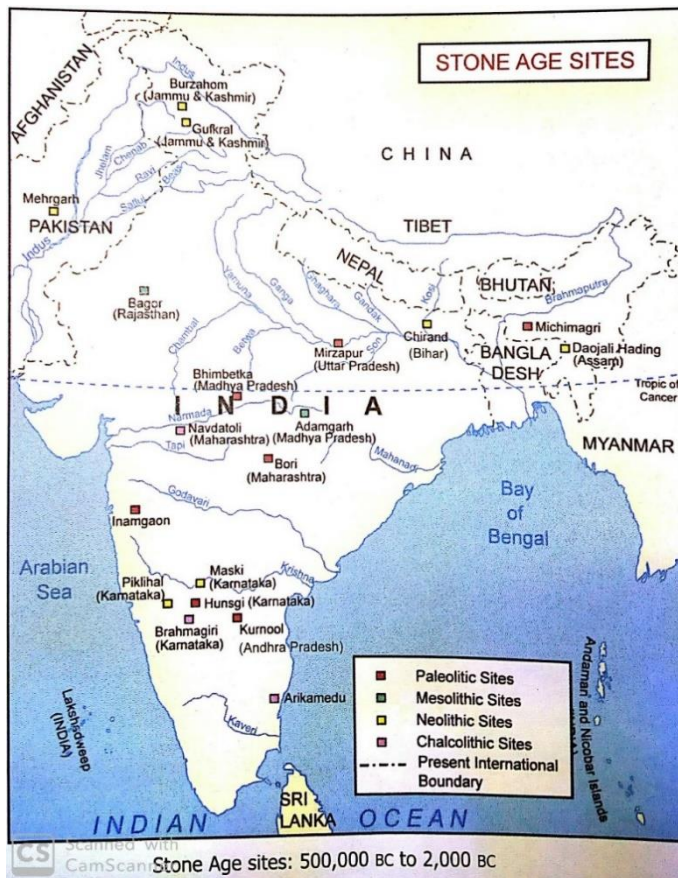 STONE AGE SITES
AFGHANISTAN
Indus
Burzahom
(Jammu & Kashmir)
Gufkral
(Jammu & Kashmir)
Jhelam
Chenab
Ravi
Beas
Satluj
CHINA
Mehrgarh
PAKISTAN
Indus
TIBET
NEPAL
BHUTAN
Brahmoputra
Bagor
(Rajasthan)
Yamuna
Ganga
Ghaghara
Gandak
Kosi
Chambal
Betwa
Son
Mirzapur
(Uttar Pradesh)
Chirand
(Bihar)
Michimagri
BANGLA
DESH
Daojali Hading
(Assam)
Bhimbetka
(Madhya Pradesh)
Tropic of
Cancer
INDIA
Narmada
Navdatoli
(Maharashtra)
Adamgarh
(Madhya Pradesh)
Tapi
Bori
(Maharashtra)
Mahanadi
MYANMAR
Godavari
Inamgaon
Bay
of
Bengal
Arabian
Sea
Maski
(Karnataka)
Krishna
Piklihal
(Karnataka)
Hunsgi (Karnataka)
Brahmagiri
(Karnataka)
Kurnool
(Andhra Pradesh)
Arikamedu
Kaveri
Lakshadweep
(INDIA)
Andaman and Nicobar Islands
Paleolitic Sites
Mesolithic Sites
Neolithic Sites
Chalcolithic Sites
Present International
Boundary
SRI
LANKA
INDIAN OCEAN
CS Scanned with
CamScanner
Stone Age sites: 500,000 BC to 2,000 BC